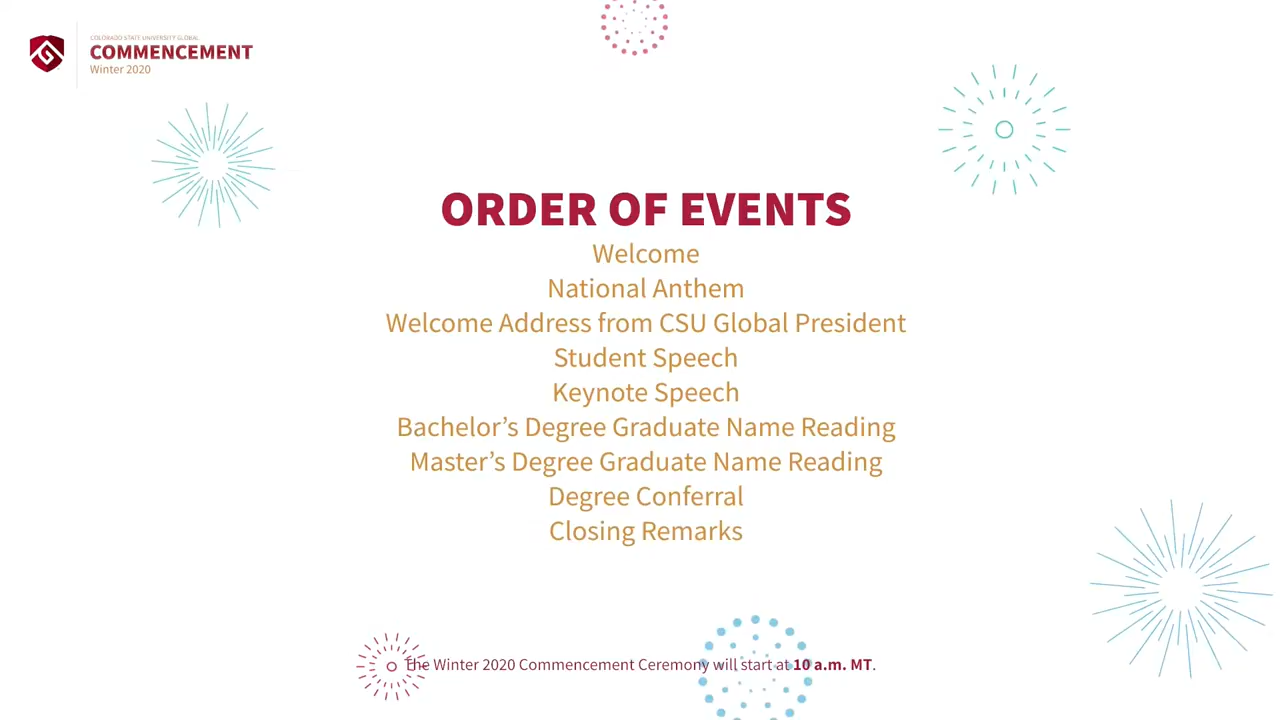 COLORADO STATE UNIVERSITY GLOBAL
COMMENCEMENT
Winter 2020
ORDER OF EVENTS
Welcome
National Anthem
Welcome Address from CSU Global President
Student Speech
Keynote Speech
Bachelor’s Degree Graduate Name Reading
Master’s Degree Graduate Name Reading
Degree Conferral
Closing Remarks
The Winter 2020 Commencement Ceremony will start at 10 a.m. MT.